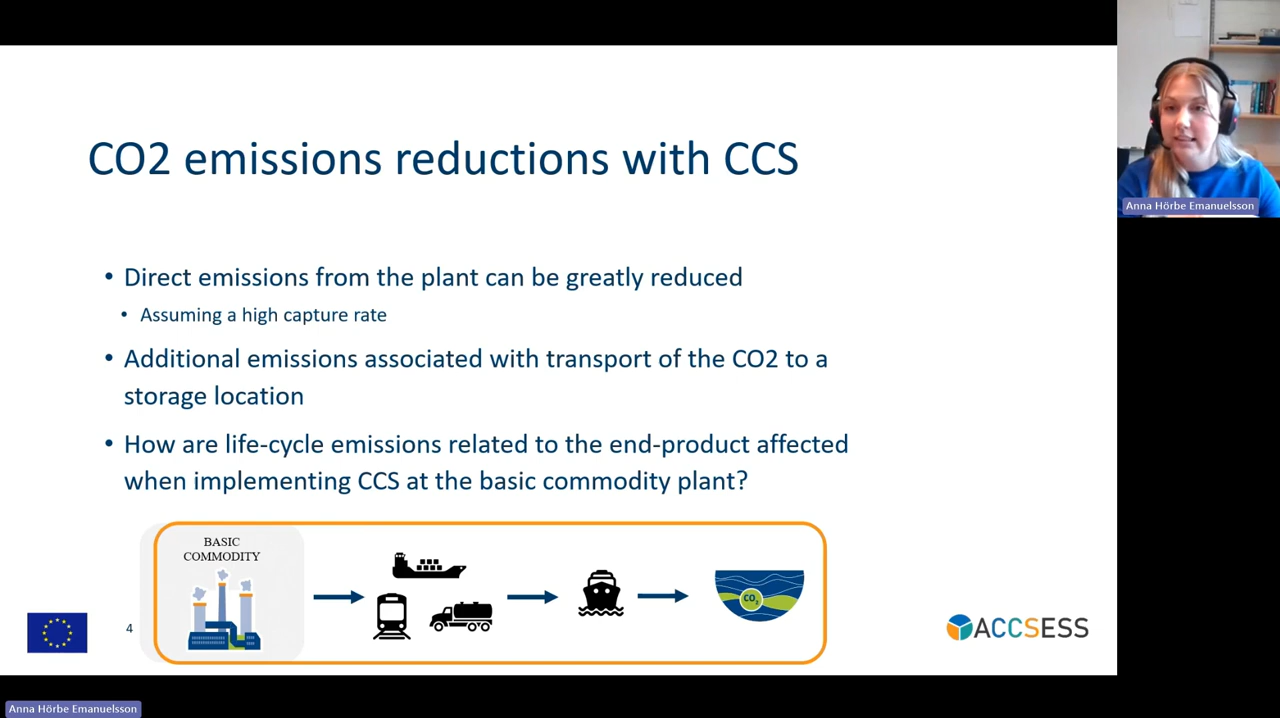 CO2 emissions reductions with CCS
• Direct emissions from the plant can be greatly reduced
• Assuming a high capture rate
• Additional emissions associated with transport of the CO2 to a
storage location
• How are life-cycle emissions related to the end-product affected
when implementing CCS at the basic commodity plant?
BASIC
COMMODITY
CO₂
4
ACCSESS
Anna Hörbe Emanuelsson
Anna Hörbe Emanuelsson